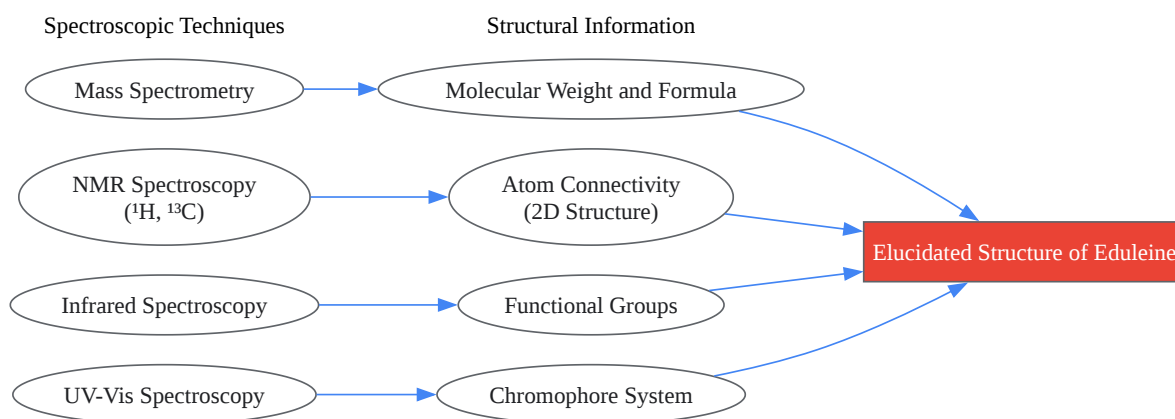 Spectroscopic Techniques
Structural Information
Mass Spectrometry
Molecular Weight and Formula
NMR Spectroscopy
(¹H, ¹³C)
Atom Connectivity
(2D Structure)
Elucidated Structure of Eduleine
Infrared Spectroscopy
Functional Groups
UV-Vis Spectroscopy
Chromophore System